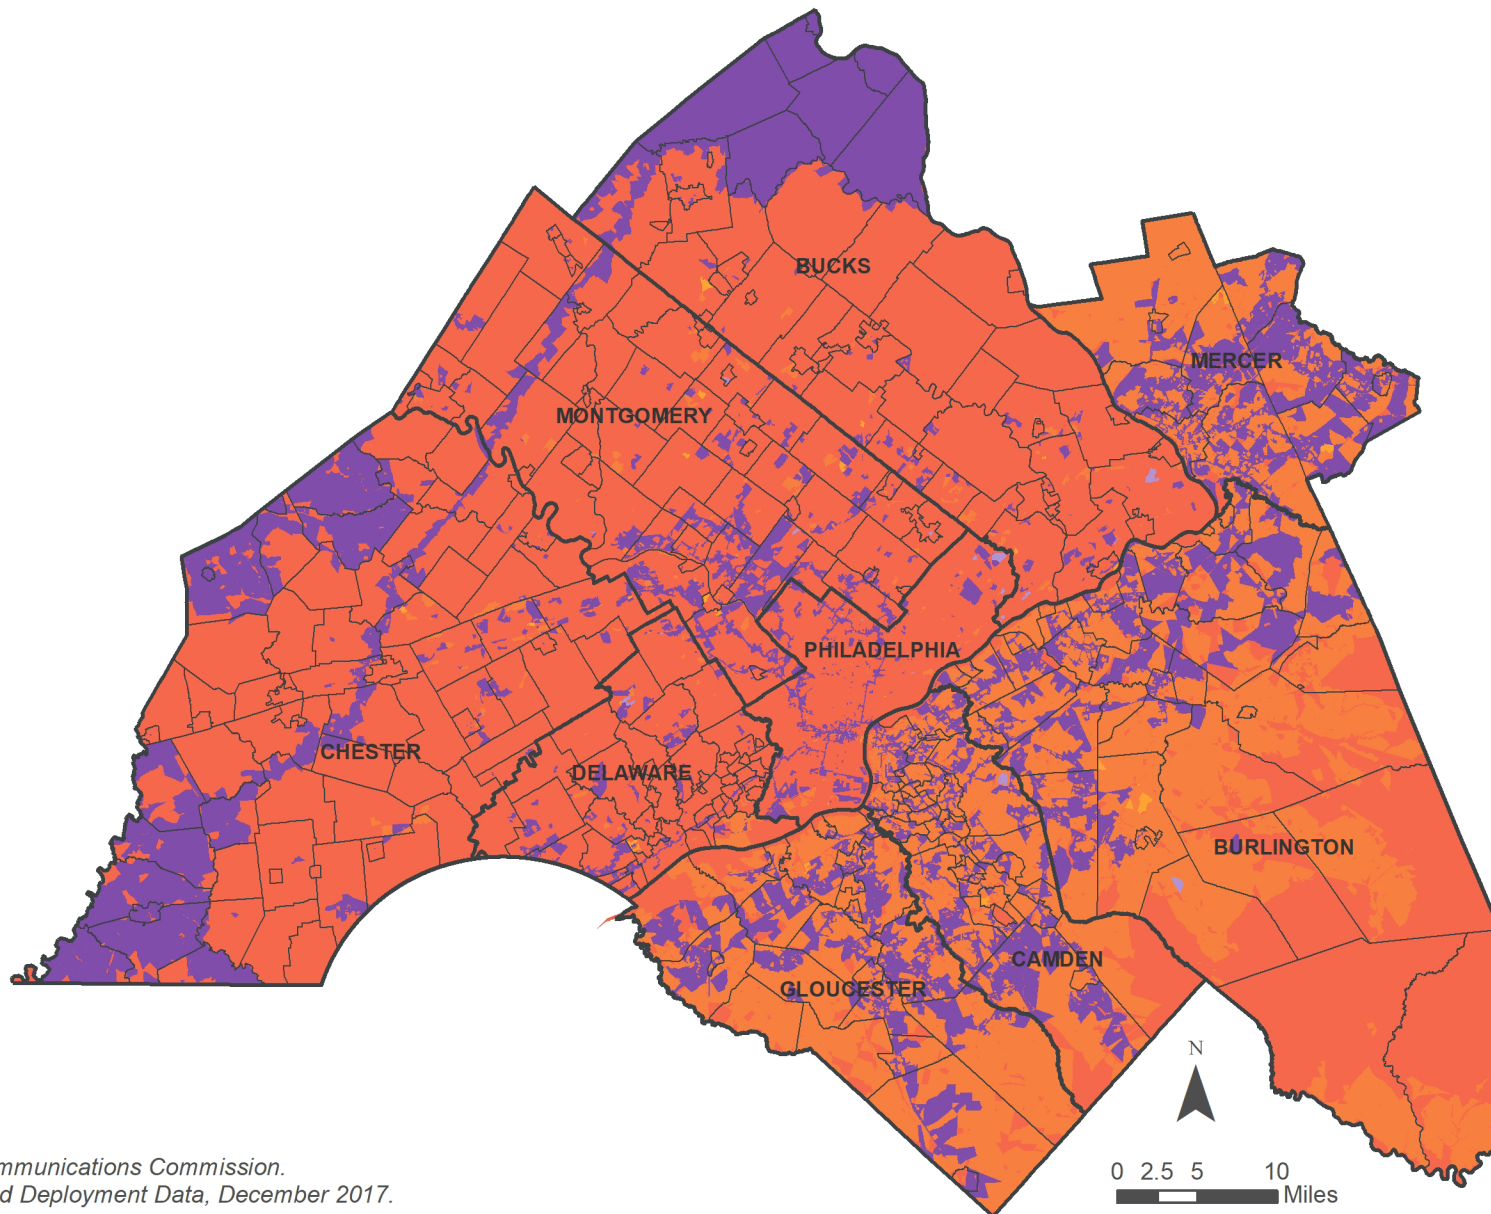 BUCKS
MERCER
MONTGOMERY
PHILADELPHIA
CHESTER
DELAWARE
BURLINGTON
CAMDEN
GLOUCESTER
N
mmunications Commission.
d Deployment Data, December 2017.
0 2.5 5 10
Miles